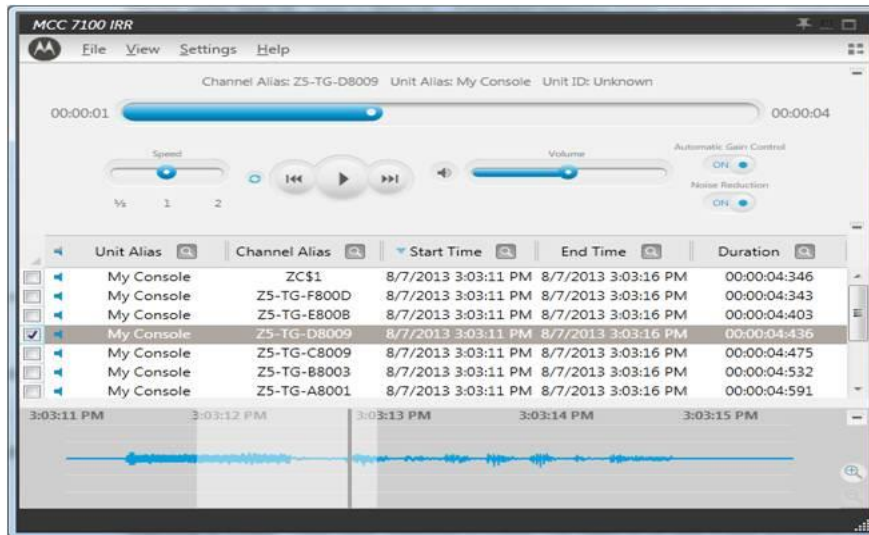 MCC 7100 IRR
File View Settings Help
Channel Alias: Z5-TG-D8009 Unit Alias: My Console Unit ID: Unknown
00:00:01 00:00:04
Speed Volume Automatic Gain Control
ON
Noise Reduction
½ 1 2 ON
Unit Alias Channel Alias Start Time End Time Duration
My Console ZC$1 8/7/2013 3:03:11 PM 8/7/2013 3:03:16 PM 00:00:04:346
My Console Z5-TG-F800D 8/7/2013 3:03:11 PM 8/7/2013 3:03:16 PM 00:00:04:343
My Console Z5-TG-E800B 8/7/2013 3:03:11 PM 8/7/2013 3:03:16 PM 00:00:04:403
My Console Z5-TG-D8009 8/7/2013 3:03:11 PM 8/7/2013 3:03:16 PM 00:00:04:436
My Console Z5-TG-C8009 8/7/2013 3:03:11 PM 8/7/2013 3:03:16 PM 00:00:04:475
My Console Z5-TG-B8003 8/7/2013 3:03:11 PM 8/7/2013 3:03:16 PM 00:00:04:532
My Console Z5-TG-A8001 8/7/2013 3:03:11 PM 8/7/2013 3:03:16 PM 00:00:04:591
3:03:11 PM 3:03:12 PM 3:03:13 PM 3:03:14 PM 3:03:15 PM